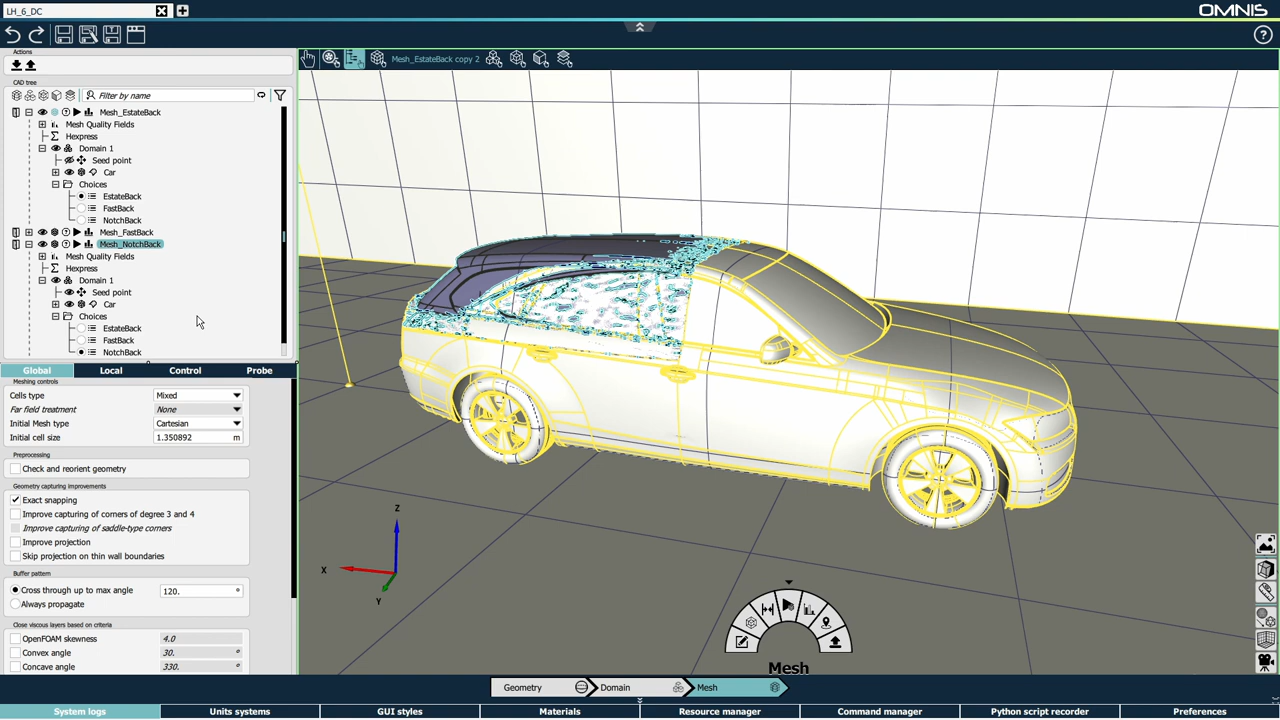 LH_6_DC
OMNIS
Actions
CAD tree
Mesh_EstateBack copy 2
Filter by name
Mesh_EstateBack
Mesh Quality Fields
Hexpress
Domain 1
Seed point
Car
Choices
EstateBack
FastBack
NotchBack
Mesh_FastBack
Mesh_NotchBack
Mesh Quality Fields
Hexpress
Domain 1
Seed point
Car
Choices
EstateBack
FastBack
NotchBack
Global Local Control Probe
Meshing controls
Cells type Mixed
Far field treatment None
Initial Mesh type Cartesian
Initial cell size 1.350892 m
Preprocessing
Check and reorient geometry
Geometry capturing improvements
Exact snapping
Improve capturing of corners of degree 3 and 4
Improve capturing of saddle-type corners
Improve projection
Skip projection on thin wall boundaries
Buffer pattern
Cross through up to max angle 120. °
Always propagate
Close viscous layers based on criteria
OpenFOAM skewness 4.0
Convex angle 30. °
Concave angle 330. °
Z
X
Y
Mesh
Geometry Domain Mesh
System logs Units systems GUI styles Materials Resource manager Command manager Python script recorder Preferences